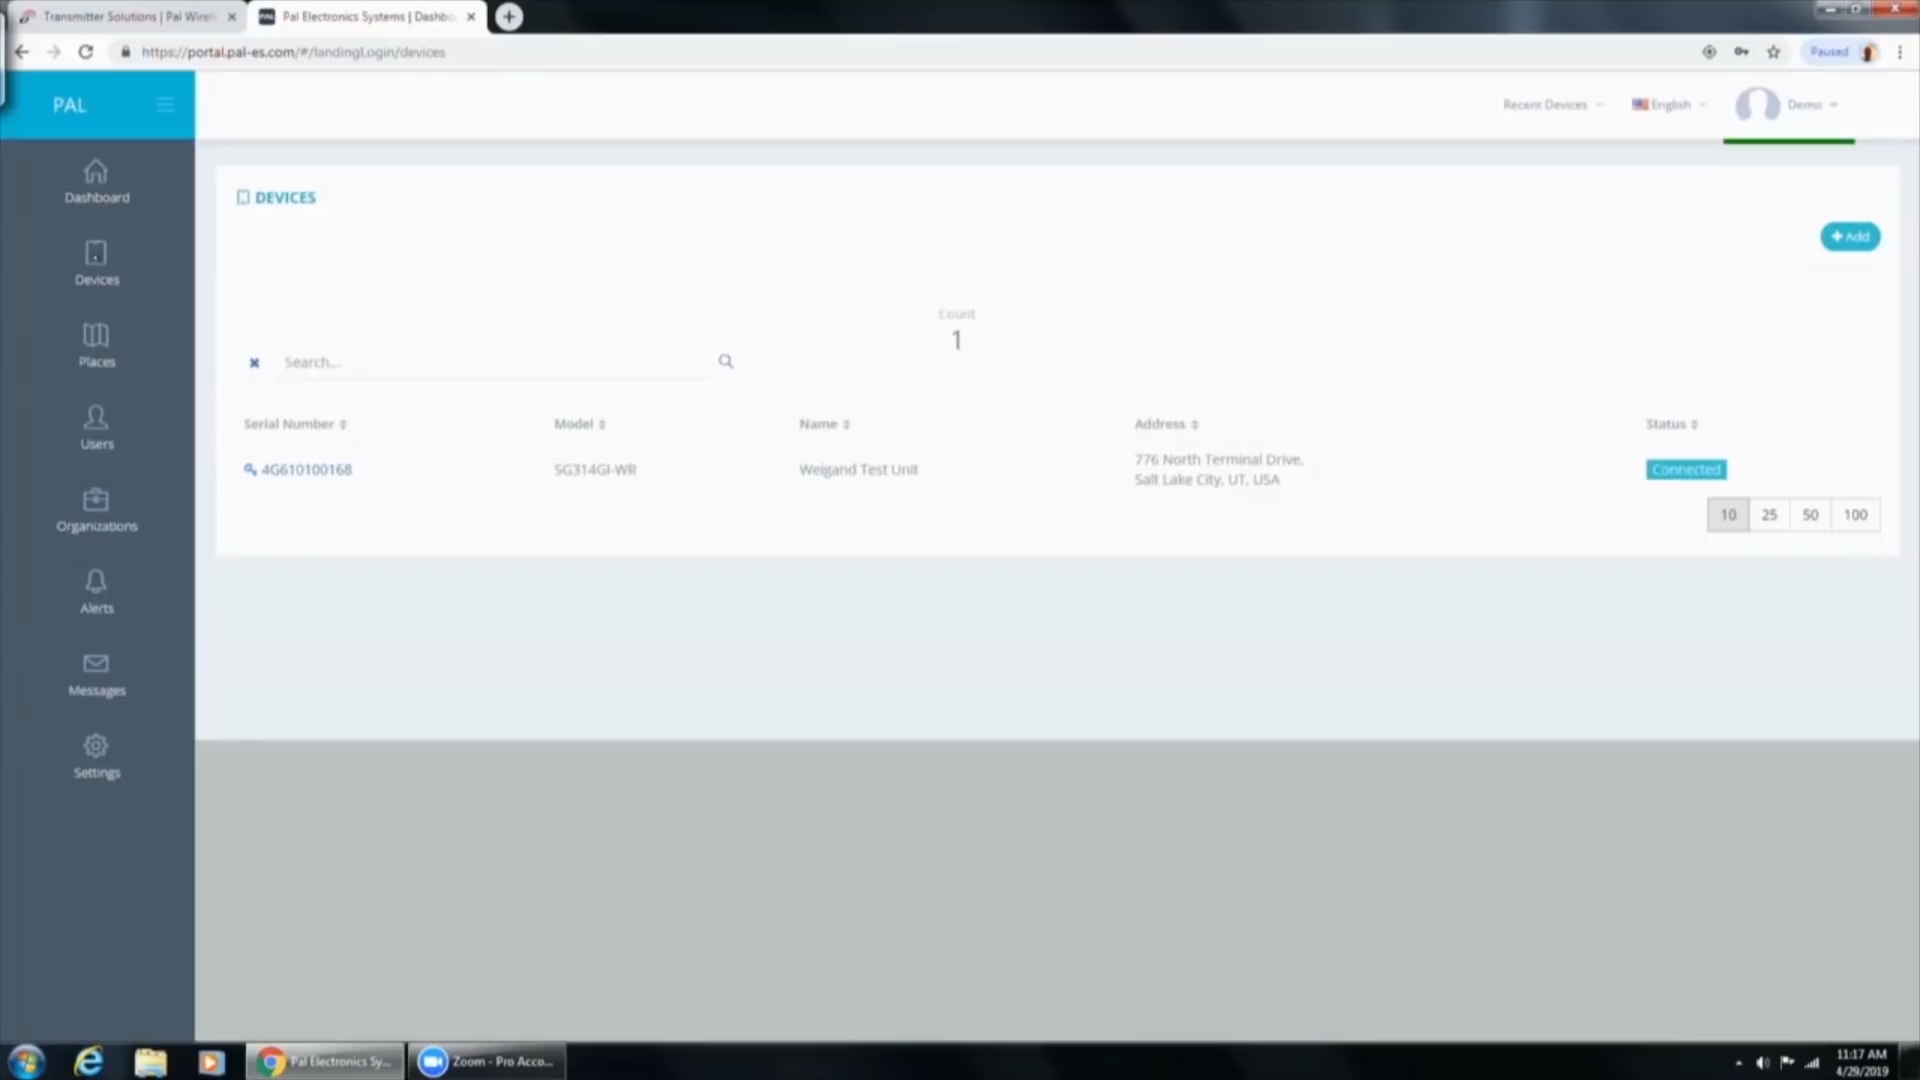 Transmitter Solutions | Pal Wirel
Pal Electronics Systems | Dashbo
https://portal.pal-es.com/#/landingLogin/devices
Paused
PAL
Recent Devices
English
Demo
Dashboard
Devices
Places
Users
Organizations
Alerts
Messages
Settings
DEVICES
Add
Count
1
Search...
Serial Number
Model
Name
Address
Status
4G610100168
SG314GI-WR
Weigand Test Unit
776 North Terminal Drive,
Salt Lake City, UT, USA
Connected
10 25 50 100
Pal Electronics Sy...
Zoom - Pro Acco...
11:17 AM
4/29/2019